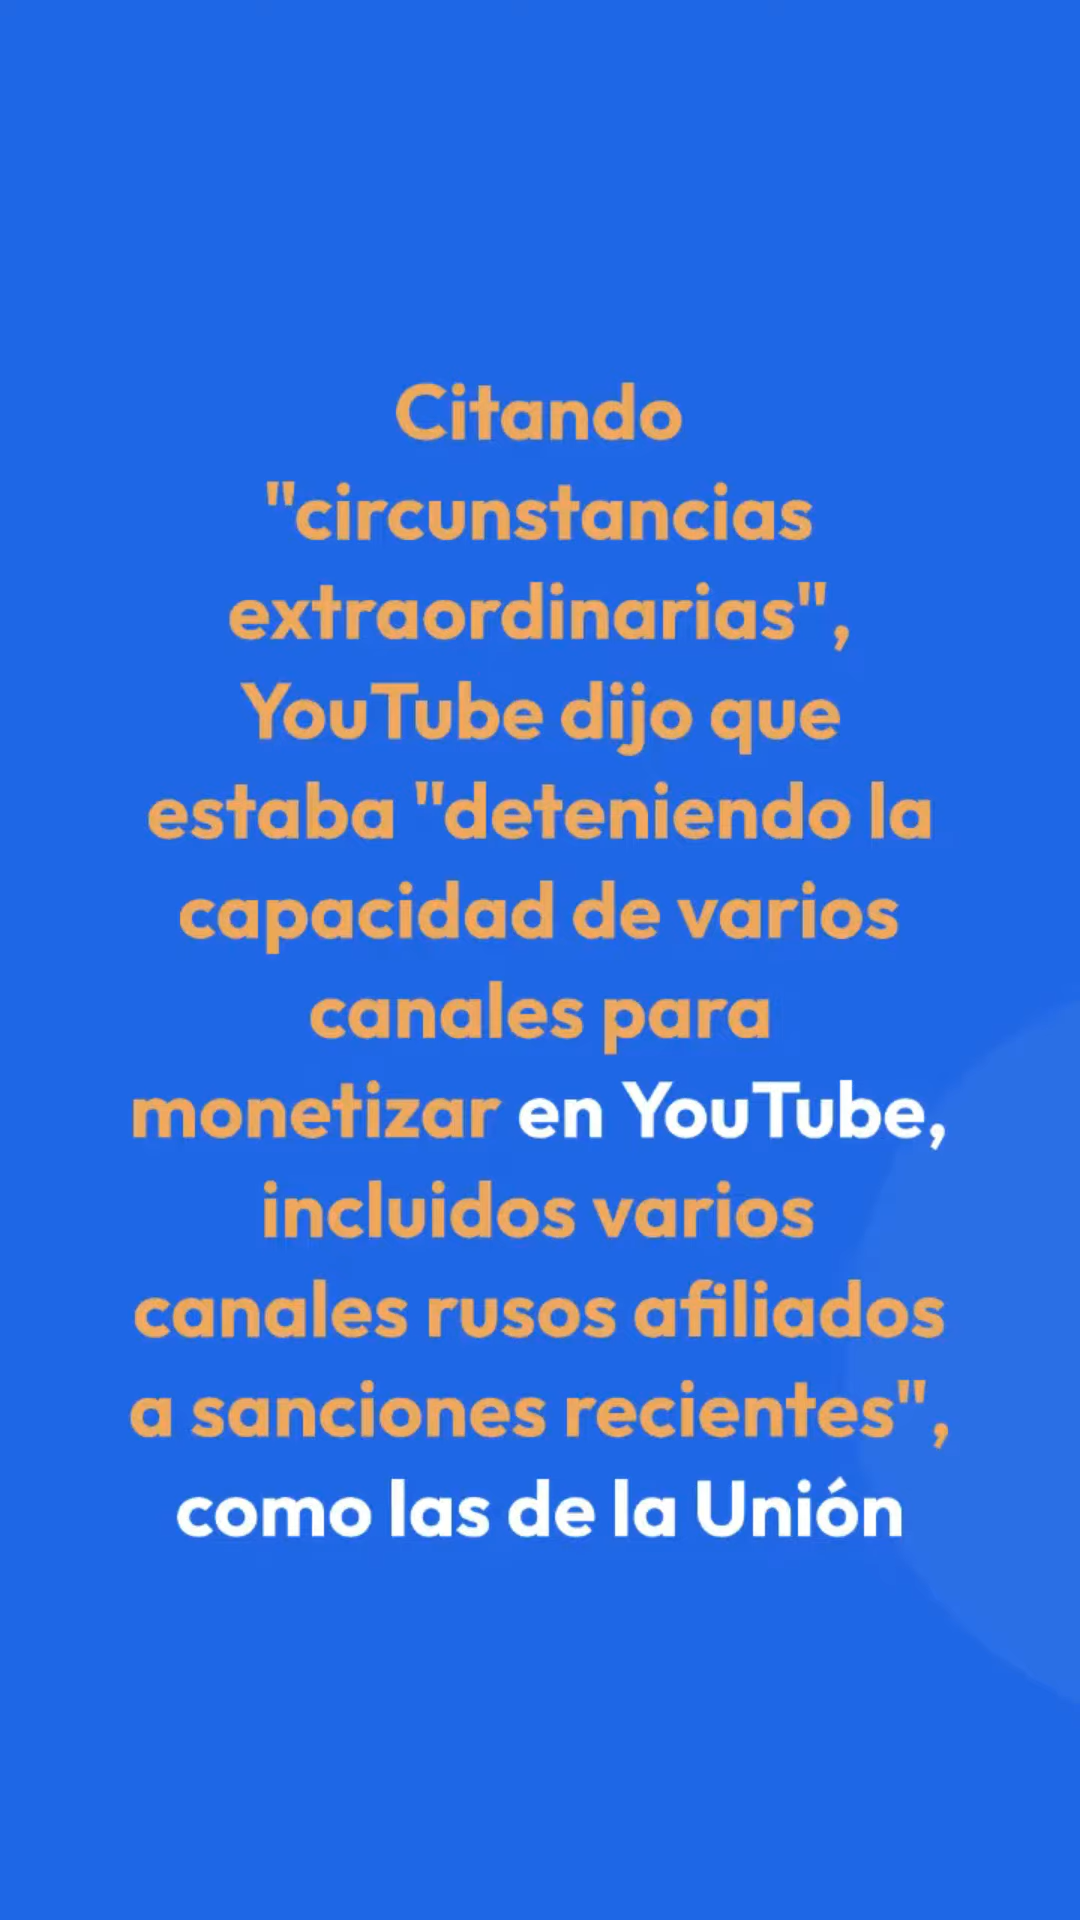 Citando
"circunstancias
extraordinarias",
YouTube dijo que
estaba "deteniendo la
capacidad de varios
canales para
monetizar en YouTube,
incluidos varios
canales rusos afiliados
a sanciones recientes",
como las de la Unión